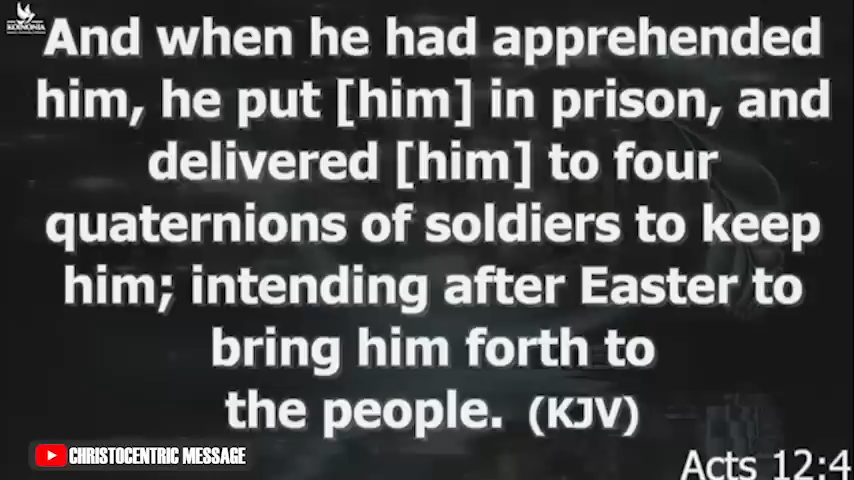 KOINONIA
And when he had apprehended
him, he put [him] in prison, and
delivered [him] to four
quaternions of soldiers to keep
him; intending after Easter to
bring him forth to
the people. (KJV)
CHRISTOCENTRIC MESSAGE
Acts 12:4